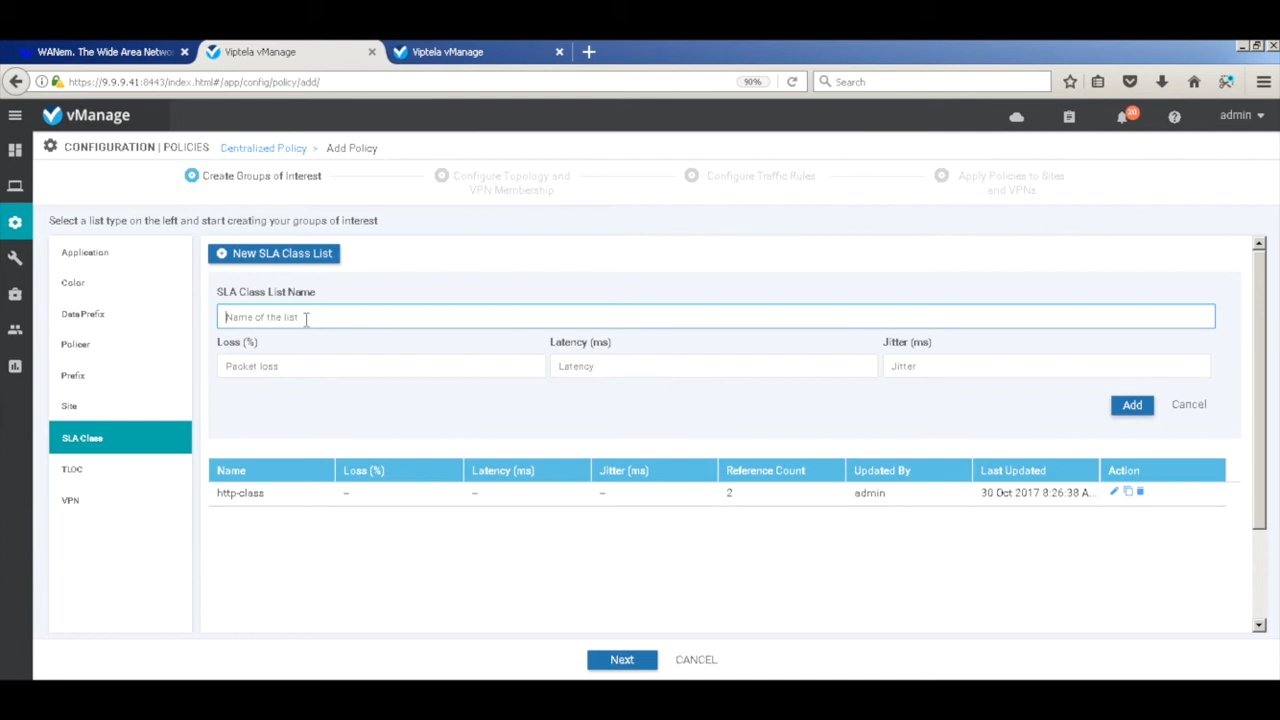 WANem. The Wide Area Netwo
Viptela vManage
Viptela vManage
https://9.9.9.41:8443/index.html#/app/config/policy/add/
90%
Search
vManage
20
admin
CONFIGURATION | POLICIES Centralized Policy > Add Policy
Create Groups of Interest
Configure Topology and
VPN Membership
Configure Traffic Rules
Apply Policies to Sites
and VPNs
Select a list type on the left and start creating your groups of interest
Application
Color
Data Prefix
Policer
Prefix
Site
SLA Class
TLOC
VPN
New SLA Class List
SLA Class List Name
Name of the list
Loss (%) Latency (ms) Jitter (ms)
Packet loss Latency Jitter
Add Cancel
Name Loss (%) Latency (ms) Jitter (ms) Reference Count Updated By Last Updated Action
http-class -- -- -- 2 admin 30 Oct 2017 8:26:38 A...
Next CANCEL